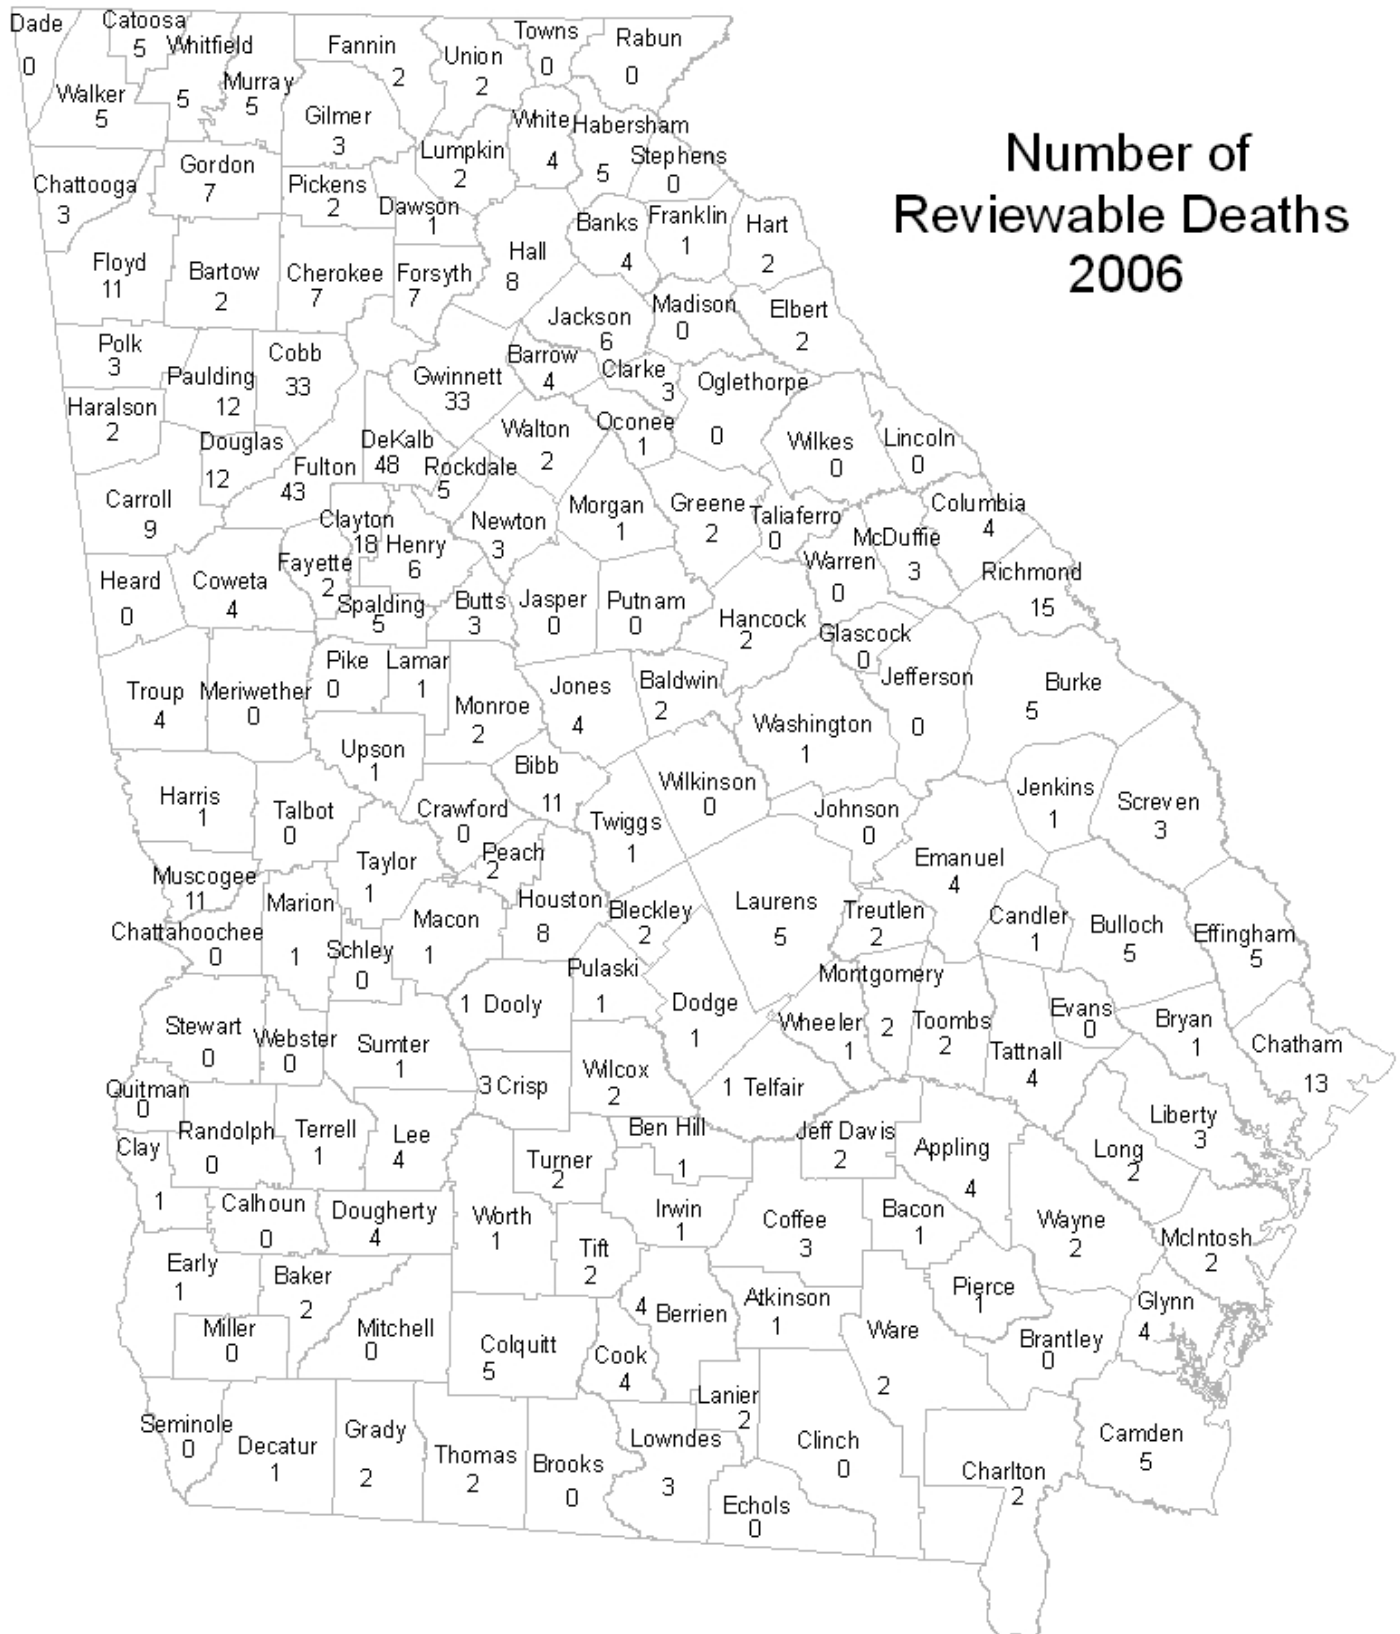 Number of
Reviewable Deaths
2006
Dade
0
Catoosa
5
Whitfield
5
Walker
5
Murray
5
Fannin
2
Gilmer
3
Union
2
Towns
0
Rabun
0
White
4
Habersham
5
Stephens
0
Lumpkin
2
Chattooga
3
Gordon
7
Pickens
2
Dawson
1
Banks
4
Franklin
1
Hart
2
Hall
8
Floyd
11
Bartow
2
Cherokee
7
Forsyth
7
Jackson
6
Madison
0
Elbert
2
Polk
3
Paulding
12
Cobb
33
Gwinnett
33
Barrow
4
Clarke
3
Oglethorpe
0
Haralson
2
Douglas
12
Fulton
43
DeKalb
48
Rockdale
5
Walton
2
Oconee
1
Wilkes
0
Lincoln
0
Carroll
9
Clayton
18
Henry
6
Newton
3
Morgan
1
Greene
2
Taliaferro
0
McDuffie
3
Columbia
4
Warren
0
Richmond
15
Heard
0
Coweta
4
Fayette
2
Spalding
5
Butts
3
Jasper
0
Putnam
0
Hancock
2
Glascock
0
Jefferson
0
Burke
5
Troup
4
Meriwether
0
Pike
0
Lamar
1
Monroe
2
Jones
4
Baldwin
2
Washington
1
Upson
1
Bibb
11
Wilkinson
0
Jenkins
1
Screven
3
Harris
1
Talbot
0
Crawford
0
Twiggs
1
Johnson
0
Peach
2
Taylor
1
Emanuel
4
Muscogee
11
Marion
1
Macon
1
Houston
8
Bleckley
2
Laurens
5
Treutlen
2
Candler
1
Bulloch
5
Effingham
5
Chattahoochee
0
Schley
0
Pulaski
1
Montgomery
2
1 Dooly
Dodge
1
Wheeler
1
Toombs
2
Evans
0
Bryan
1
Chatham
13
Tattnall
4
Stewart
0
Webster
0
Sumter
1
3 Crisp
Wilcox
2
1 Telfair
Quitman
0
Randolph
0
Terrell
1
Lee
4
Turner
2
Ben Hill
1
Jeff Davis
2
Appling
4
Long
2
Liberty
3
Clay
1
Calhoun
0
Dougherty
4
Worth
1
Irwin
1
Coffee
3
Bacon
1
Wayne
2
McIntosh
2
Early
1
Baker
2
Tift
2
4 Berrien
Atkinson
1
Pierce
1
Glynn
4
Miller
0
Mitchell
0
Colquitt
5
Cook
4
Ware
2
Brantley
0
Lanier
2
Seminole
0
Decatur
1
Grady
2
Thomas
2
Brooks
0
Lowndes
3
Clinch
0
Charlton
2
Camden
5
Echols
0